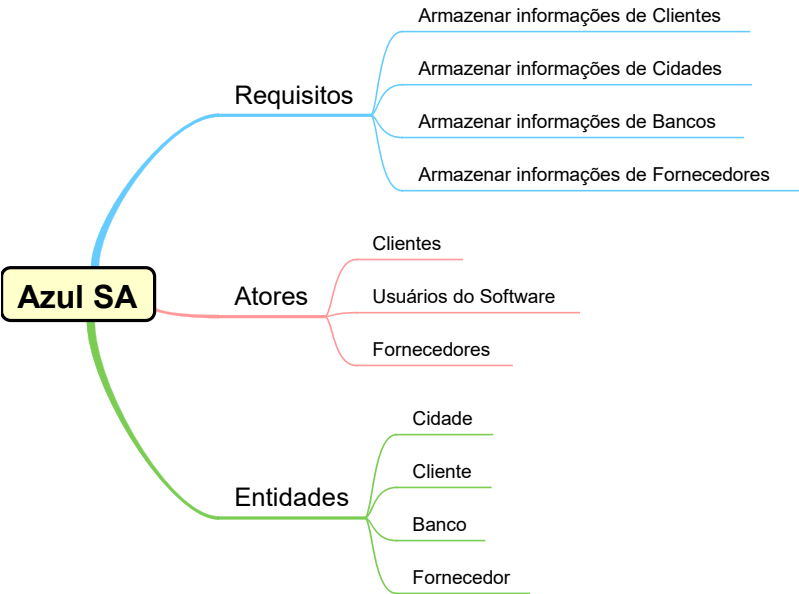 Azul SA
Requisitos
Armazenar informações de Clientes
Armazenar informações de Cidades
Armazenar informações de Bancos
Armazenar informações de Fornecedores
Atores
Clientes
Usuários do Software
Fornecedores
Entidades
Cidade
Cliente
Banco
Fornecedor